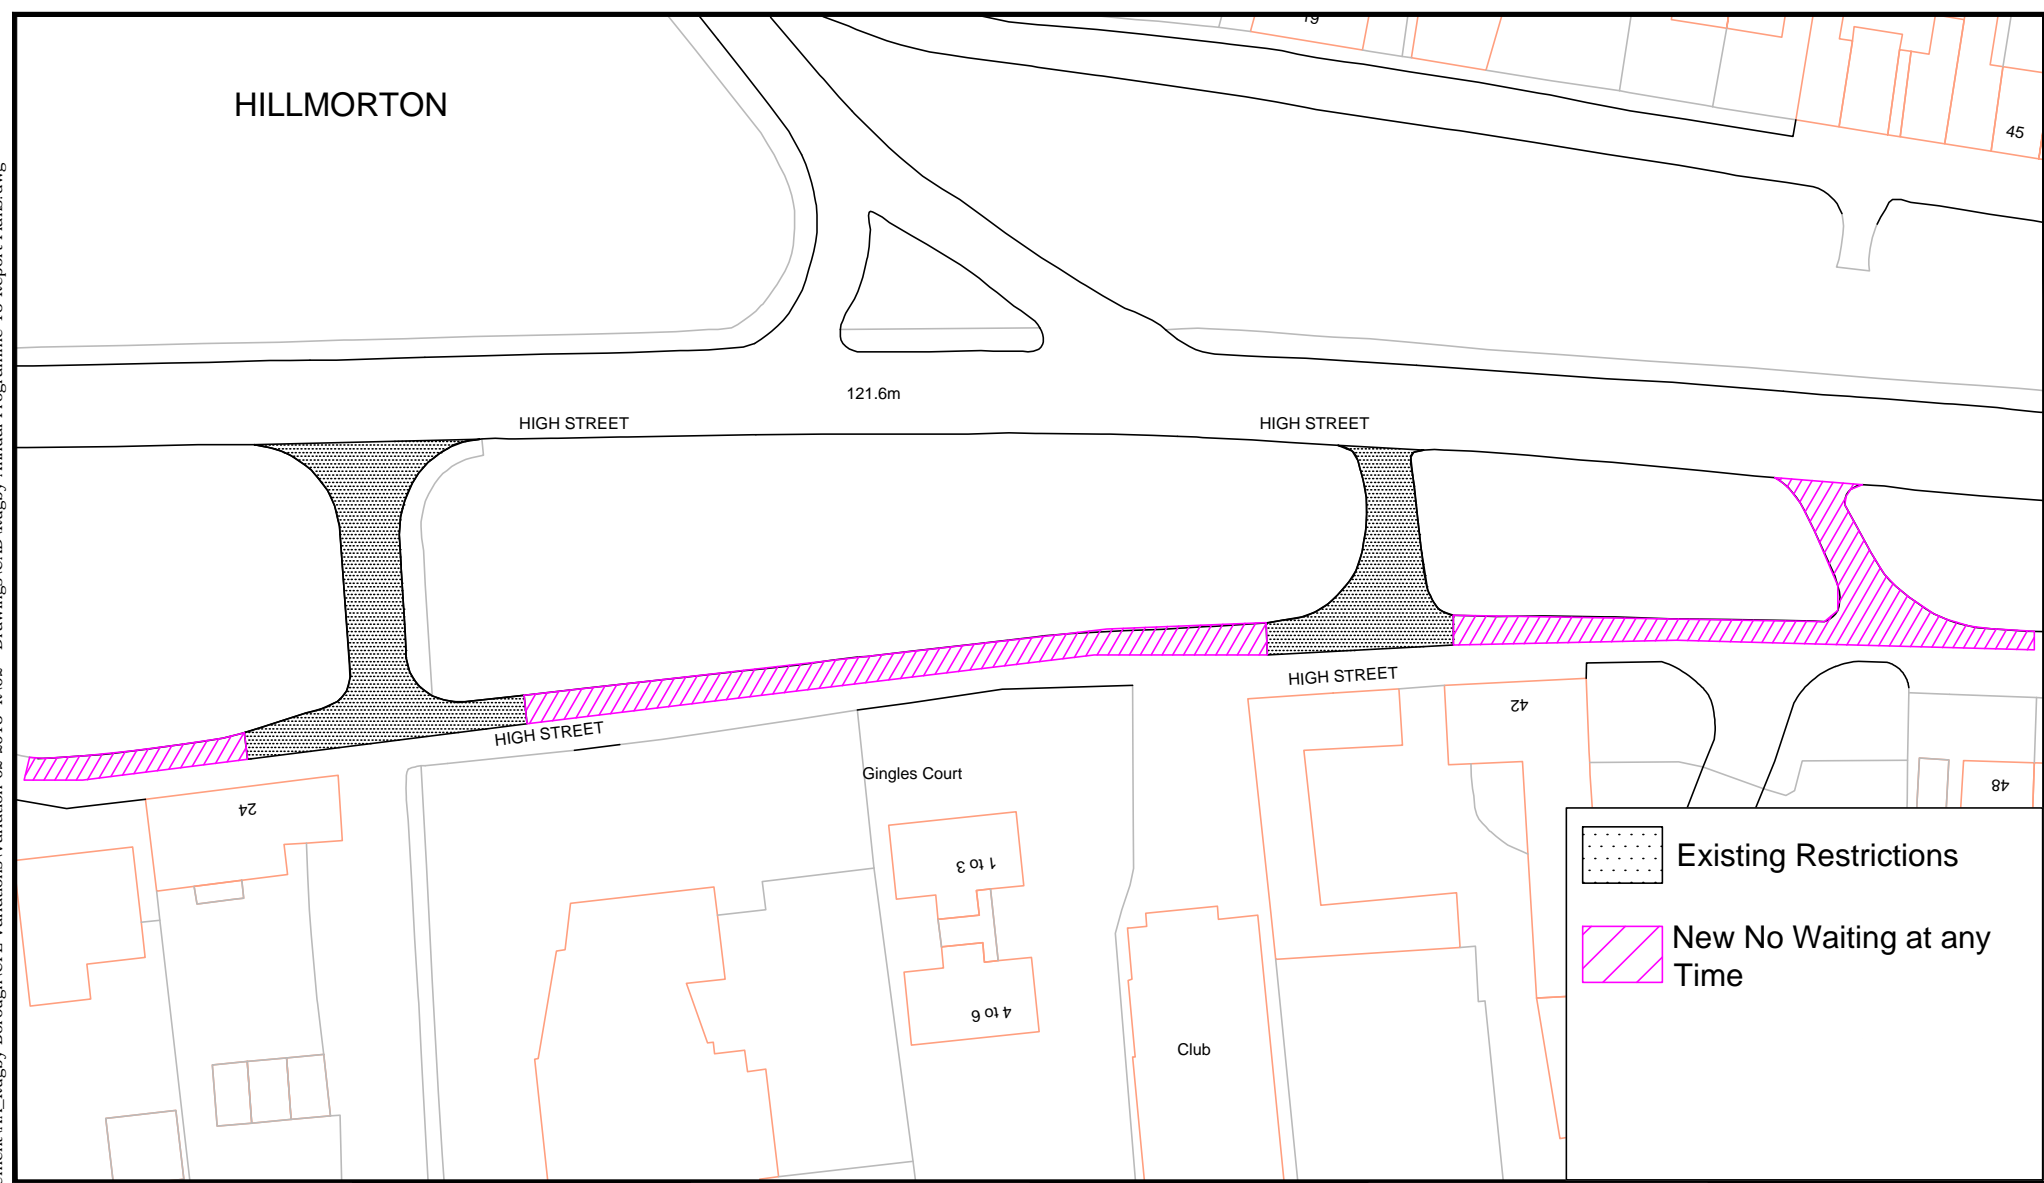 HILLMORTON
45
121.6m
HIGH STREET
HIGH STREET
HIGH STREET
42
HIGH STREET
Gingles Court
24
48
1 to 3
4 to 6
Club
Existing Restrictions
New No Waiting at any
Time